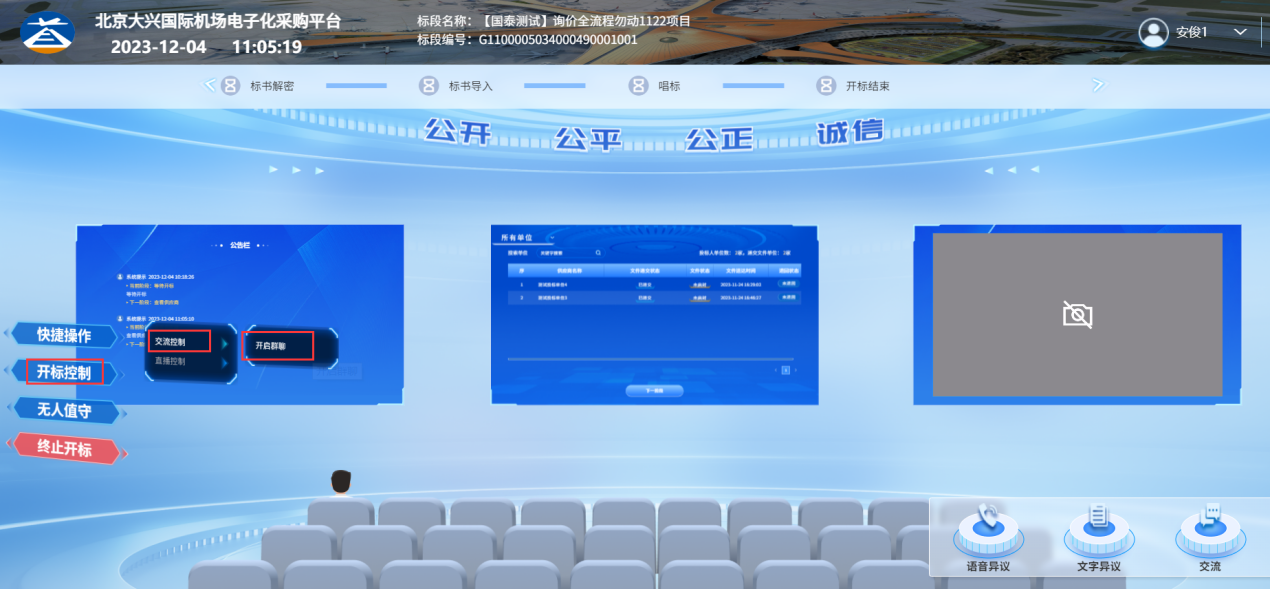 北京大兴国际机场电子化采购平台
2023-12-04 11:05:19
标段名称：【国泰测试】询价全流程勿动1122项目
标段编号：G1100005034000490001001
安俊1
标书解密 标书导入 唱标 开标结束
公开 公平 公正 诚信
公告栏
系统提示 2023-12-04 10:18:26
等待开标
系统提示 2023-12-04 11:05:10
快捷操作
开标控制
无人值守
终止开标
交流控制
直播控制
开启群聊
所有单位
1
2
语音异议 文字异议 交流